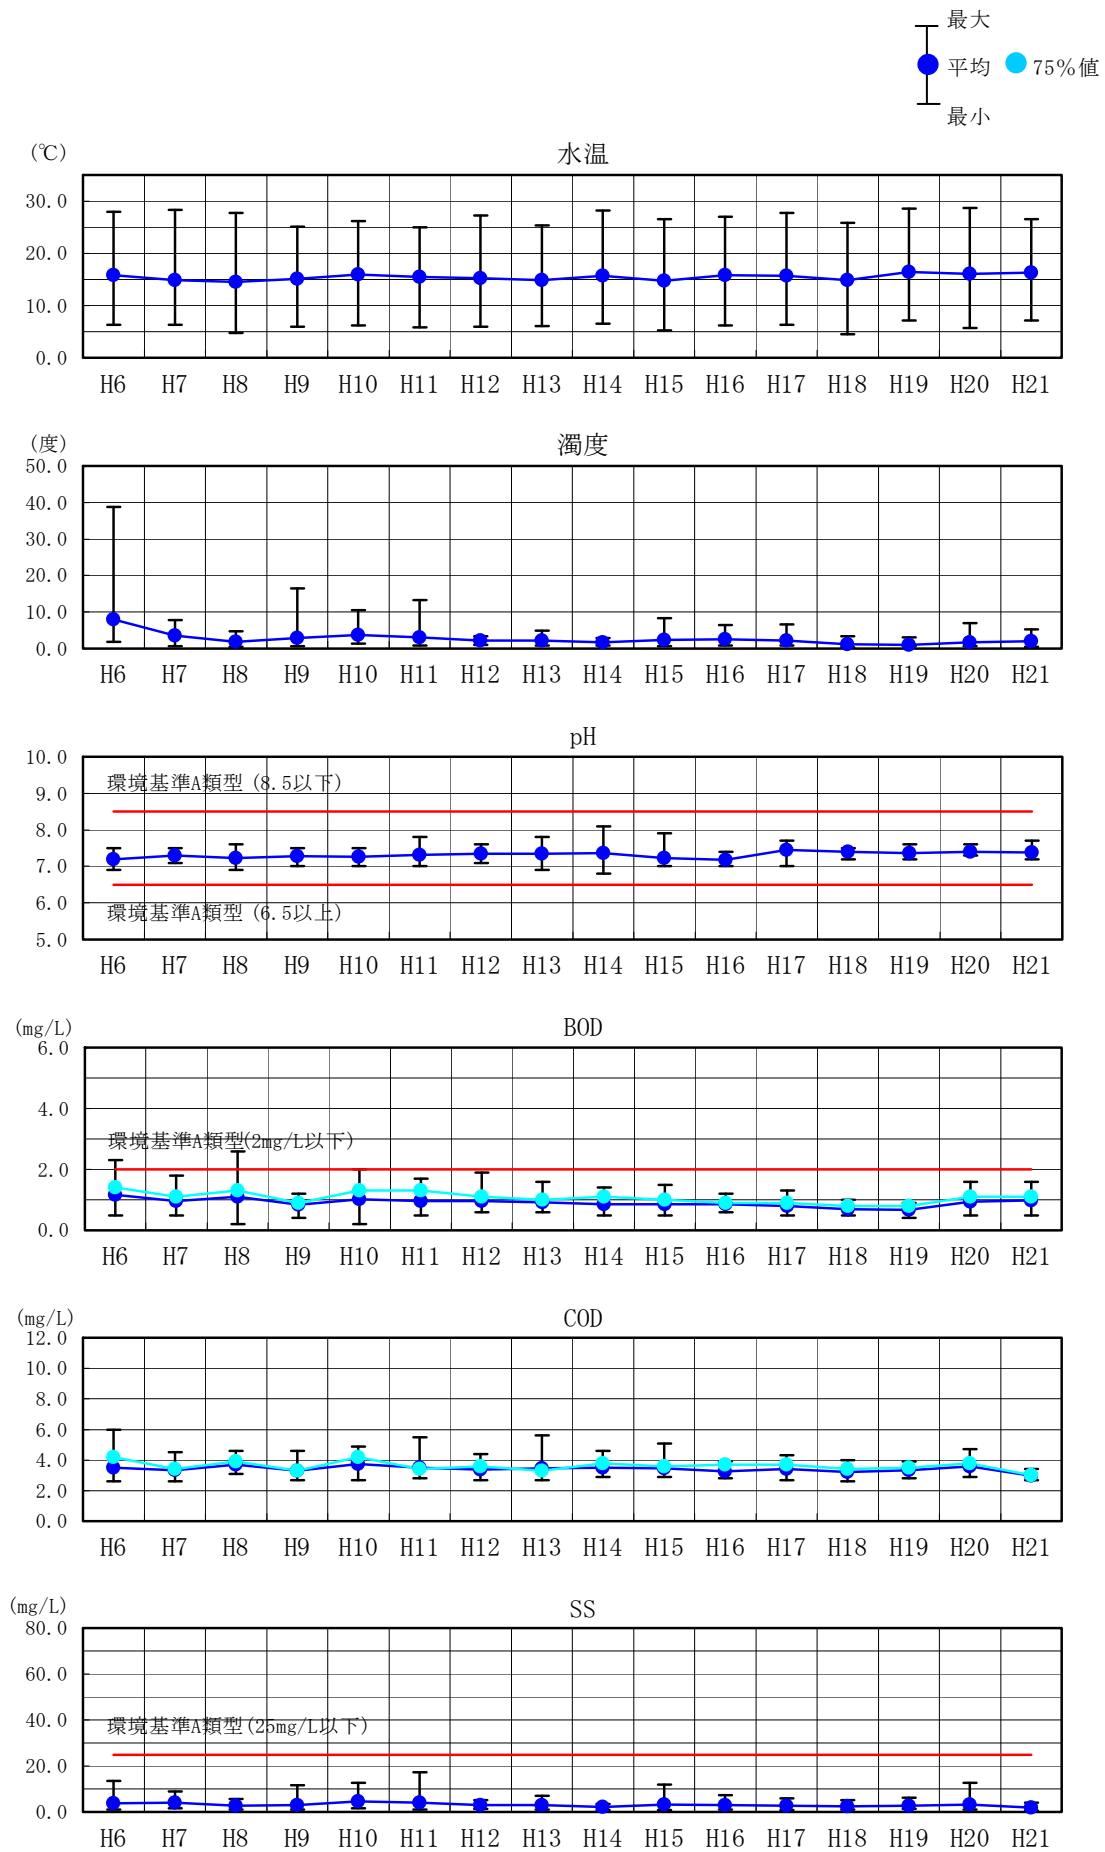 最大
平均 75%値
最小
(℃) 水温
30.0
20.0
10.0
0.0
H6 H7 H8 H9 H10 H11 H12 H13 H14 H15 H16 H17 H18 H19 H20 H21
(度) 濁度
50.0
40.0
30.0
20.0
10.0
0.0
H6 H7 H8 H9 H10 H11 H12 H13 H14 H15 H16 H17 H18 H19 H20 H21
pH
10.0
環境基準A類型 (8.5以下)
9.0
8.0
7.0
6.0
環境基準A類型 (6.5以上)
5.0
H6 H7 H8 H9 H10 H11 H12 H13 H14 H15 H16 H17 H18 H19 H20 H21
(mg/L) BOD
6.0
4.0
環境基準A類型(2mg/L以下)
2.0
0.0
H6 H7 H8 H9 H10 H11 H12 H13 H14 H15 H16 H17 H18 H19 H20 H21
(mg/L) COD
12.0
10.0
8.0
6.0
4.0
2.0
0.0
H6 H7 H8 H9 H10 H11 H12 H13 H14 H15 H16 H17 H18 H19 H20 H21
(mg/L) SS
80.0
60.0
40.0
環境基準A類型(25mg/L以下)
20.0
0.0
H6 H7 H8 H9 H10 H11 H12 H13 H14 H15 H16 H17 H18 H19 H20 H21